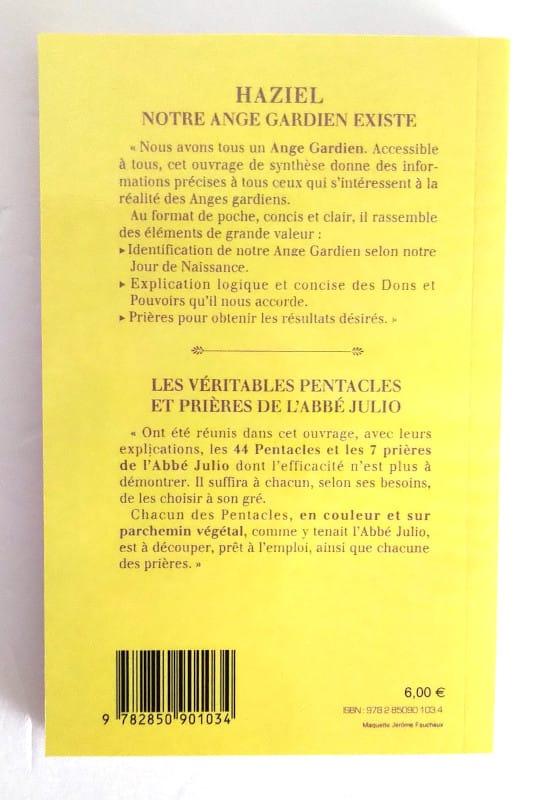 HAZIEL
NOTRE ANGE GARDIEN EXISTE
« Nous avons tous un Ange Gardien. Accessible
à tous, cet ouvrage de synthèse donne des infor-
mations précises à tous ceux qui s'intéressent à la
réalité des Anges gardiens.
Au format de poche, concis et clair, il rassemble
des éléments de grande valeur :
▸ Identification de notre Ange Gardien selon notre
Jour de Naissance.
▸ Explication logique et concise des Dons et
Pouvoirs qu'il nous accorde.
▸ Prières pour obtenir les résultats désirés. »
LES VÉRITABLES PENTACLES
ET PRIÈRES DE L'ABBÉ JULIO
« Ont été réunis dans cet ouvrage, avec leurs
explications, les 44 Pentacles et les 7 prières
de l'Abbé Julio dont l'efficacité n'est plus à
démontrer. Il suffira à chacun, selon ses besoins,
de les choisir à son gré.
Chacun des Pentacles, en couleur et sur
parchemin végétal, comme y tenait l'Abbé Julio,
est à découper, prêt à l'emploi, ainsi que chacune
des prières. »
6,00 €
ISBN : 978 2 85090 103.4
Maquette Jérôme Faucheux
9 782850 901034